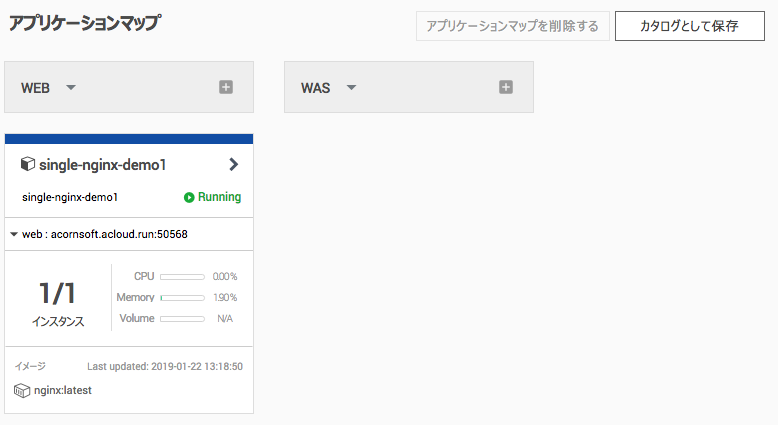 アプリケーションマップ
アプリケーションマップを削除する
カタログとして保存
WEB
WAS
single-nginx-demo1
single-nginx-demo1
Running
web : acornsoft.acloud.run:50568
1/1
インスタンス
CPU 0.00%
Memory 1.90%
Volume N/A
イメージ
Last updated: 2019-01-22 13:18:50
nginx:latest